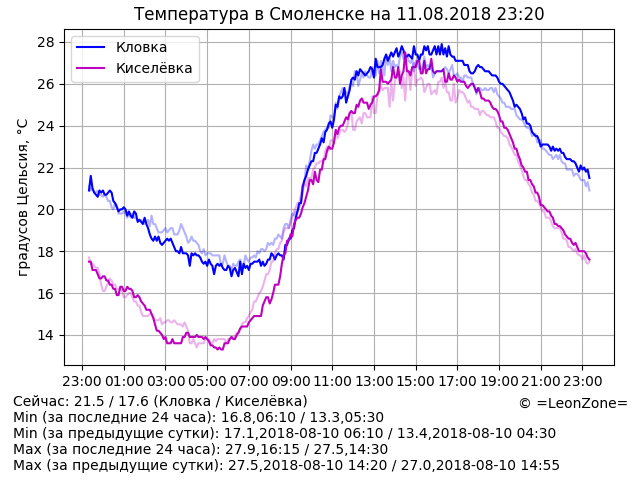 Температура в Смоленске на 11.08.2018 23:20
Кловка
Киселёвка
градусов Цельсия, °C
28
26
24
22
20
18
16
14
23:00 01:00 03:00 05:00 07:00 09:00 11:00 13:00 15:00 17:00 19:00 21:00 23:00
Сейчас: 21.5 / 17.6 (Кловка / Киселёвка)
© =LeonZone=
Min (за последние 24 часа): 16.8,06:10 / 13.3,05:30
Min (за предыдущие сутки): 17.1,2018-08-10 06:10 / 13.4,2018-08-10 04:30
Max (за последние 24 часа): 27.9,16:15 / 27.5,14:30
Max (за предыдущие сутки): 27.5,2018-08-10 14:20 / 27.0,2018-08-10 14:55